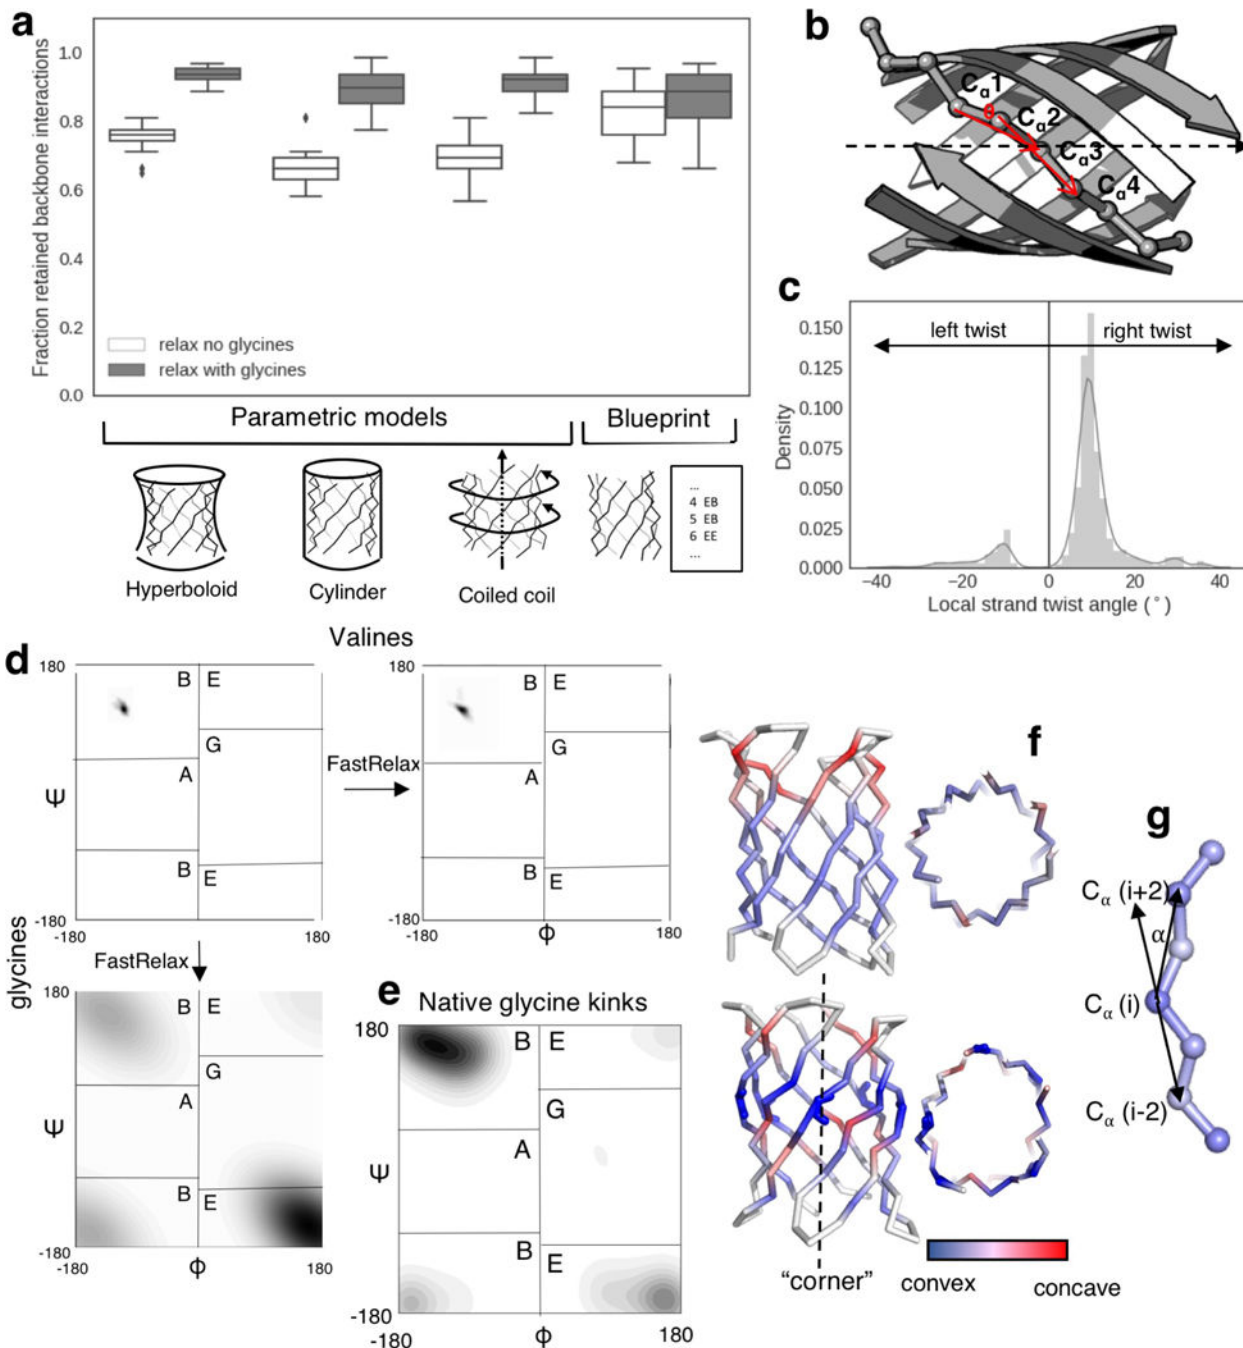 a
Fraction retained backbone interactions
1.0
0.8
0.6
0.4
0.2
0.0
relax no glycines
relax with glycines
Parametric models
Blueprint
...
4 EB
5 EB
6 EE
...
Hyperboloid
Cylinder
Coiled coil
b
Cα1
θ
Cα2
Cα3
Cα4
c
Density
0.150
0.125
0.100
0.075
0.050
0.025
0.000
left twist
right twist
−40
−20
0
20
40
Local strand twist angle (°)
d
Valines
180
B
E
G
A
Ψ
B
E
-180
-180
180
FastRelax
180
B
E
G
A
B
E
-180
-180
ϕ
180
glycines
FastRelax
180
B
E
G
A
Ψ
B
E
-180
-180
ϕ
180
e
Native glycine kinks
180
B
E
G
A
Ψ
B
E
-180
-180
ϕ
180
f
"corner"
convex
concave
g
Cα (i+2)
α
Cα (i)
Cα (i-2)